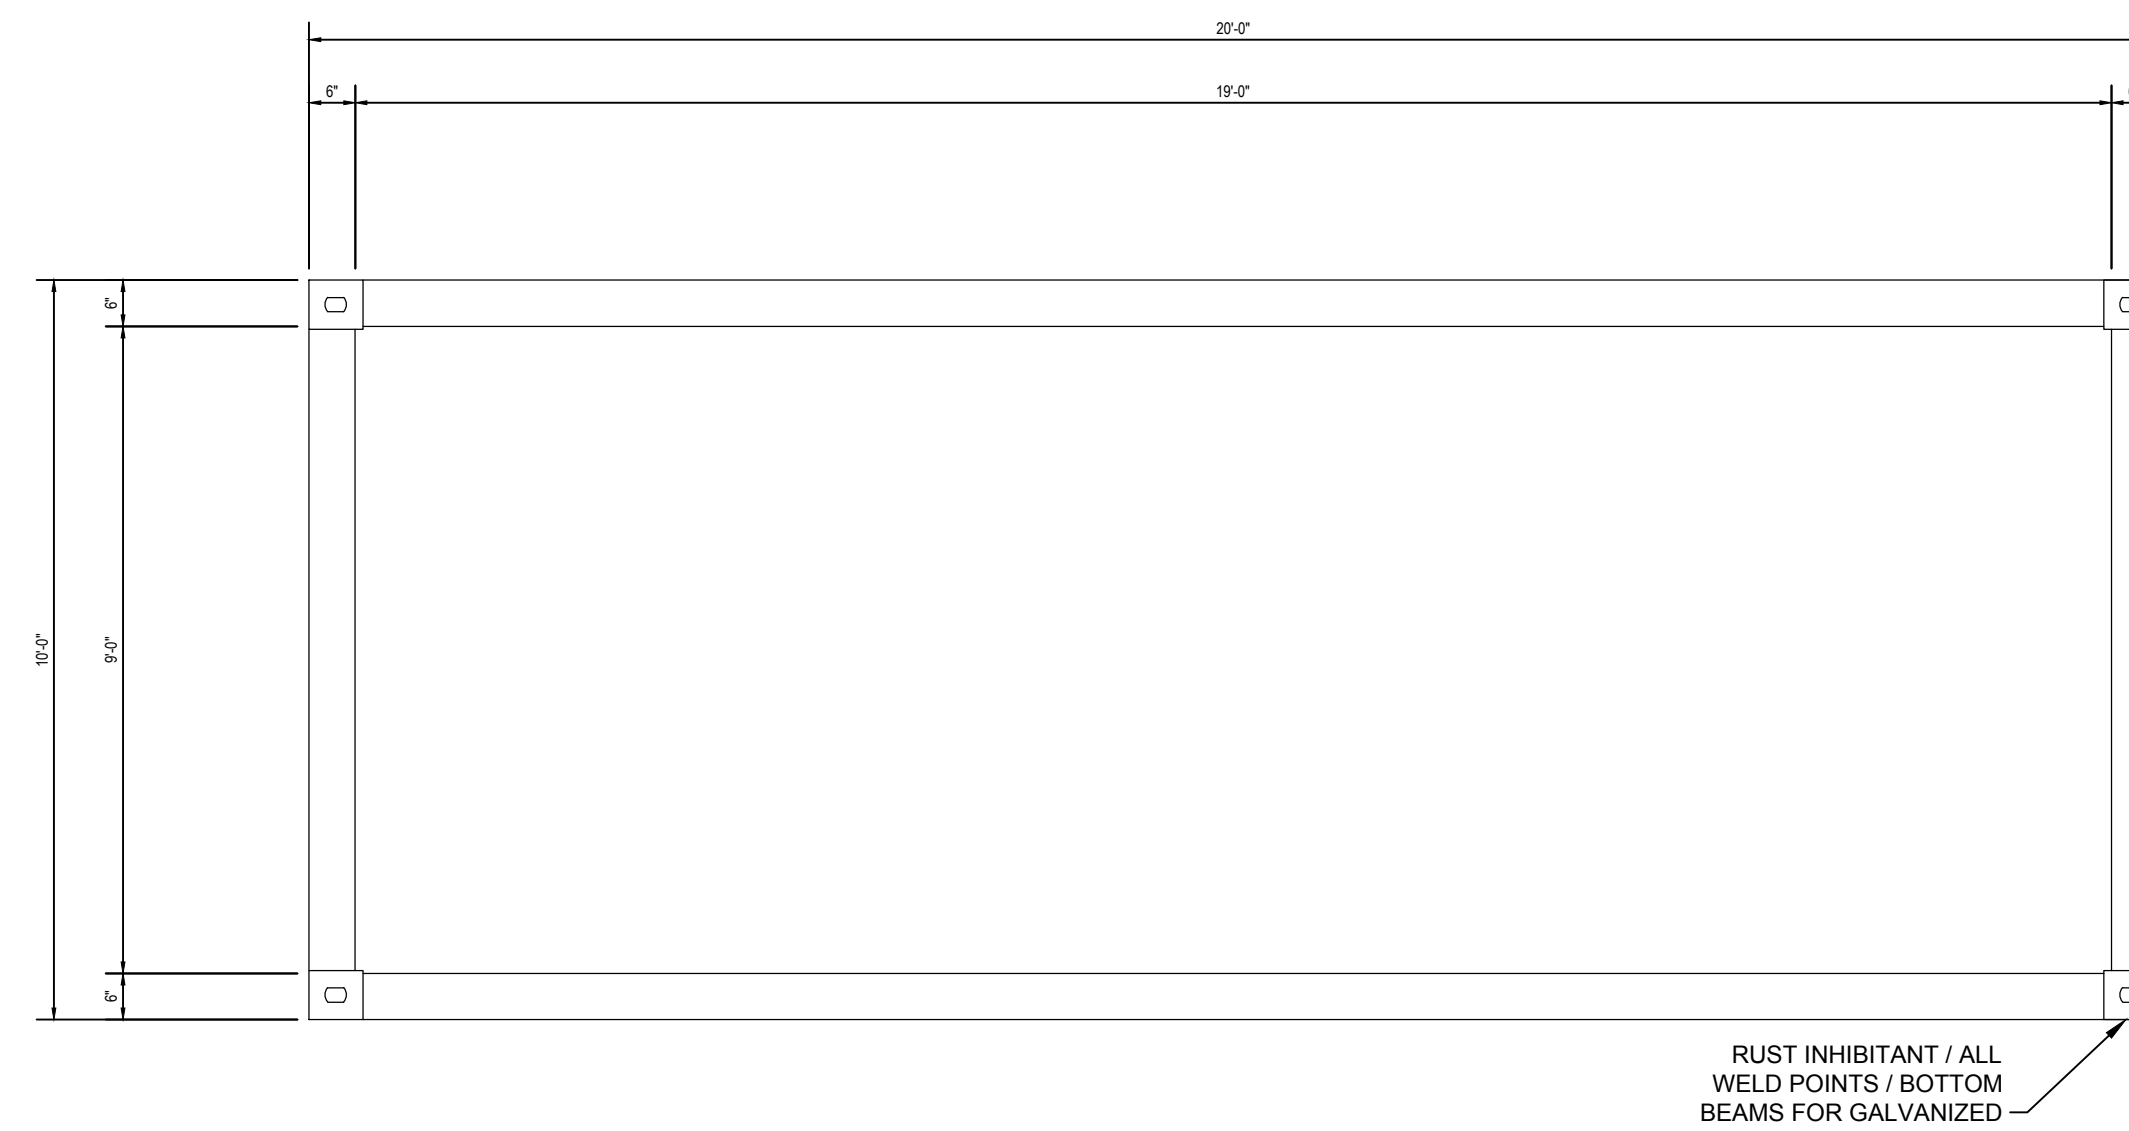 20'-0"
6"
19'-0"
6"
10'-0"
9'-0"
6"
RUST INHIBITANT / ALL
WELD POINTS / BOTTOM
BEAMS FOR GALVANIZED